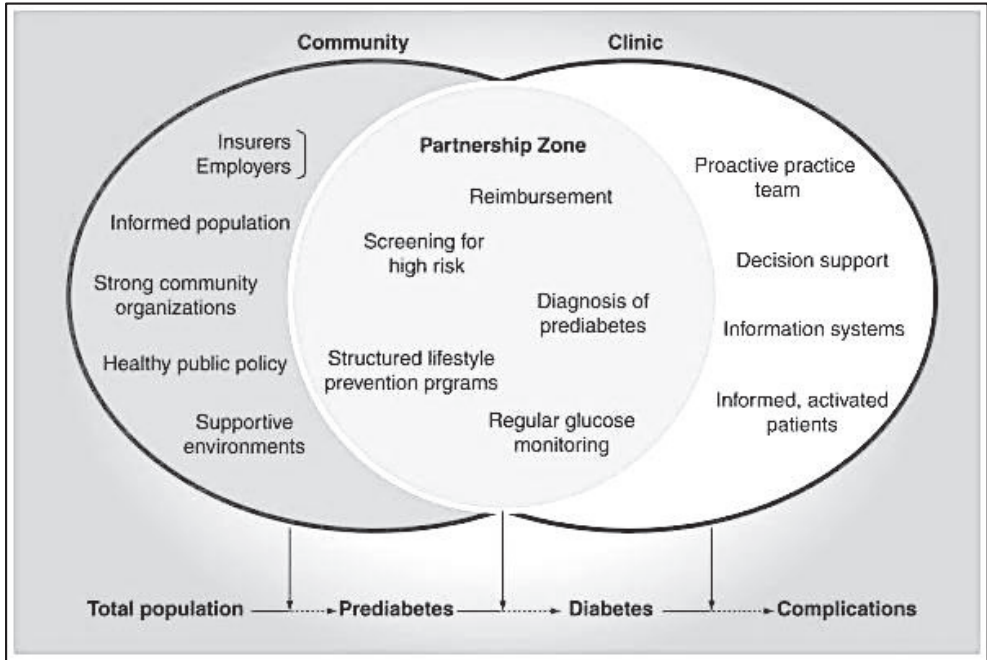 Community
Clinic
Insurers
Employers
Informed population
Strong community
organizations
Healthy public policy
Supportive
environments
Partnership Zone
Reimbursement
Screening for
high risk
Diagnosis of
prediabetes
Structured lifestyle
prevention prgrams
Regular glucose
monitoring
Proactive practice
team
Decision support
Information systems
Informed, activated
patients
Total population
Prediabetes
Diabetes
Complications